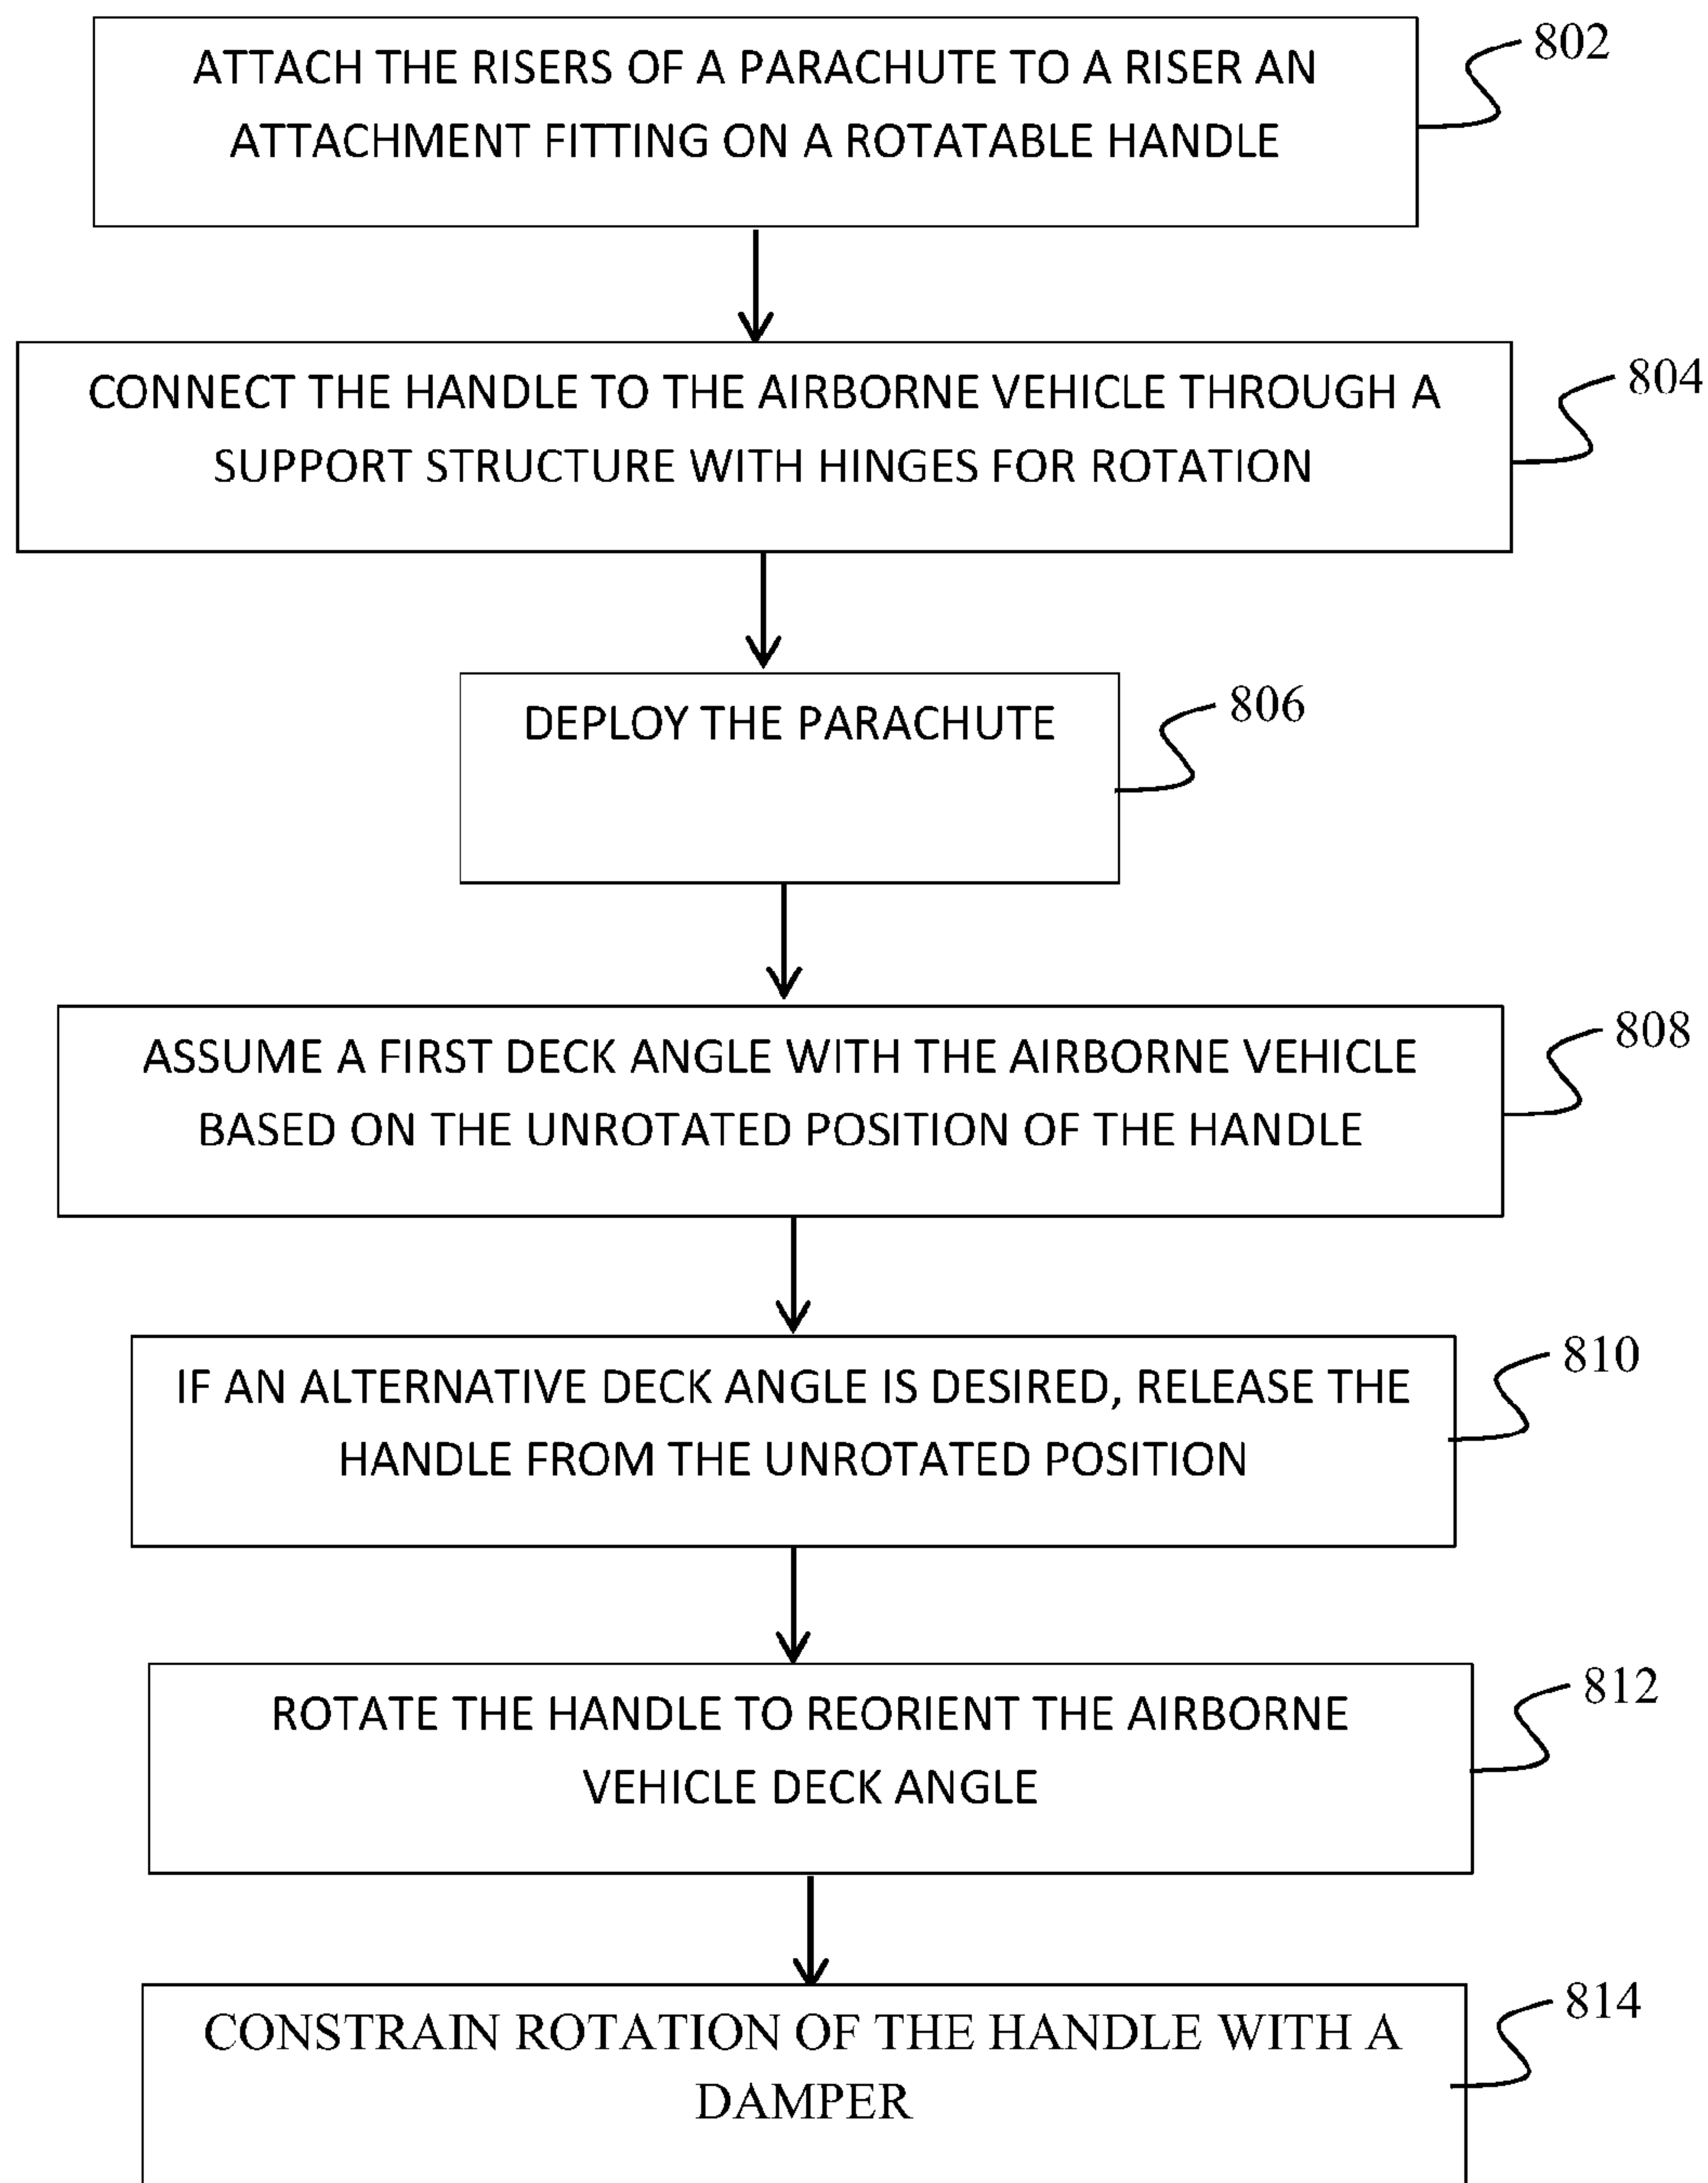 ATTACH THE RISERS OF A PARACHUTE TO A RISER AN
ATTACHMENT FITTING ON A ROTATABLE HANDLE
802
CONNECT THE HANDLE TO THE AIRBORNE VEHICLE THROUGH A
SUPPORT STRUCTURE WITH HINGES FOR ROTATION
804
DEPLOY THE PARACHUTE
806
ASSUME A FIRST DECK ANGLE WITH THE AIRBORNE VEHICLE
BASED ON THE UNROTATED POSITION OF THE HANDLE
808
IF AN ALTERNATIVE DECK ANGLE IS DESIRED, RELEASE THE
HANDLE FROM THE UNROTATED POSITION
810
ROTATE THE HANDLE TO REORIENT THE AIRBORNE
VEHICLE DECK ANGLE
812
CONSTRAIN ROTATION OF THE HANDLE WITH A
DAMPER
814